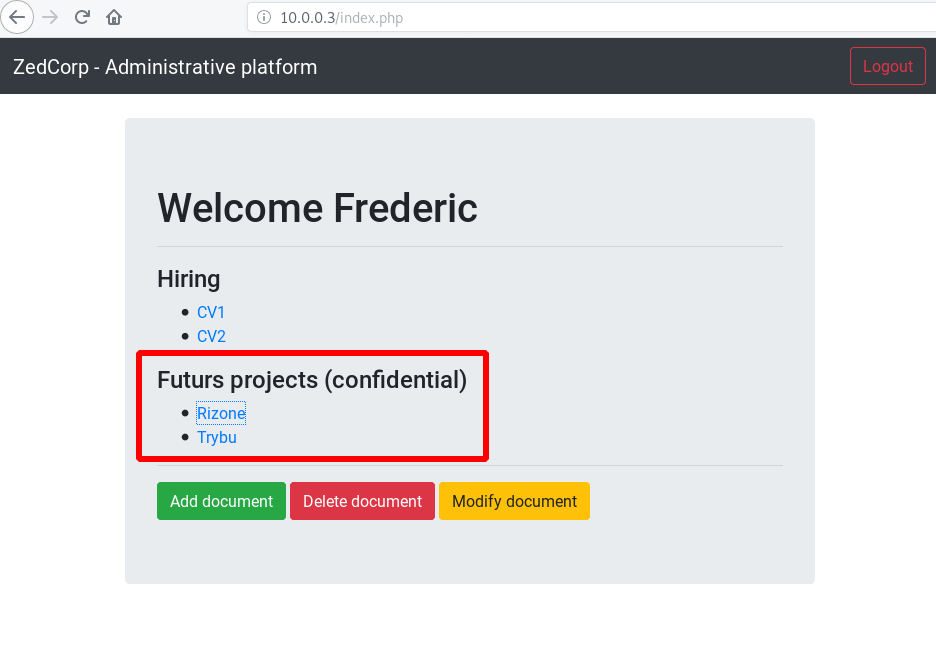 10.0.0.3/index.php
ZedCorp - Administrative platform
Logout
Welcome Frederic
Hiring
CV1
CV2
Futurs projects (confidential)
Rizone
Trybu
Add document Delete document Modify document